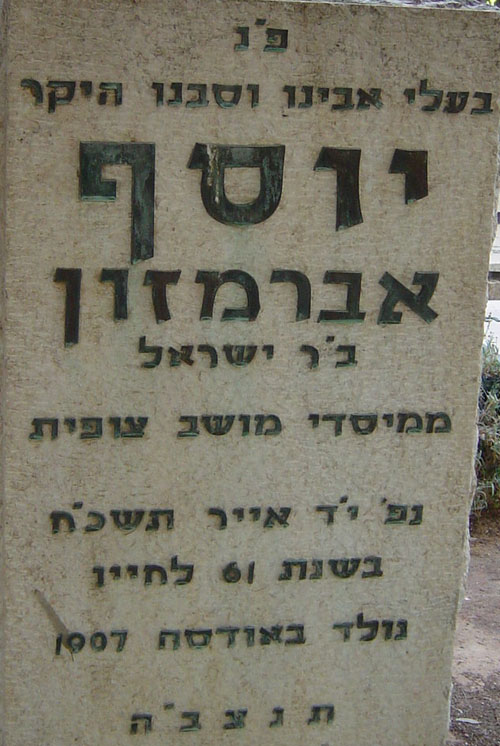 פ"נ
בעלי אבינו וסבנו היקר
יוסף
אברמזון
ב"ר ישראל
ממיסדי מושב צופית
נפ' י"ד אייר תשכ"ח
בשנת 61 לחייו
נולד באודסה 1907
תנצב"ה